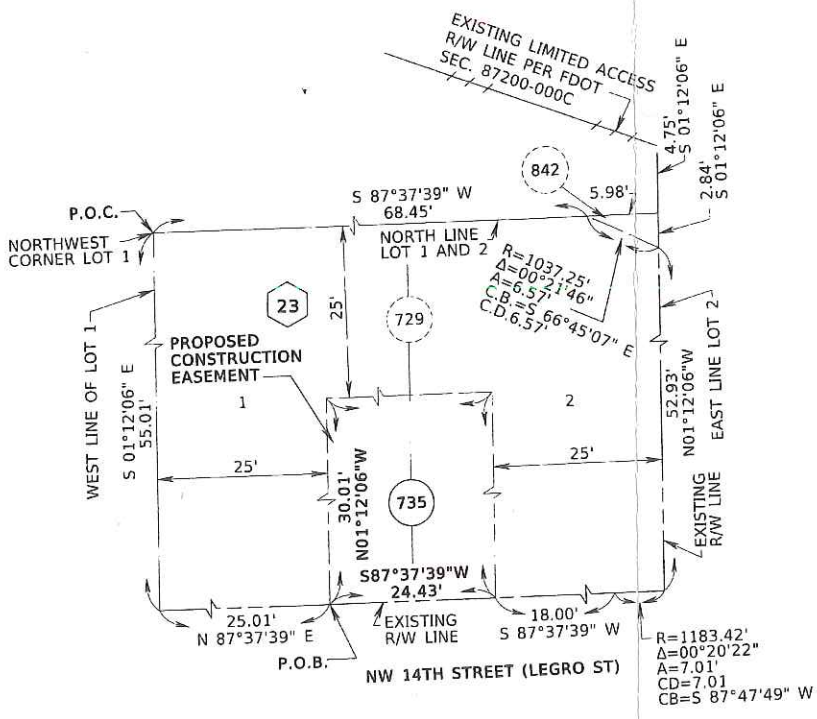 EXISTING LIMITED ACCESS
R/W LINE PER FDOT
SEC. 87200-000C
4.75'
S 01°12'06" E
2.84'
S 01°12'06" E
842
5.98'
S 87°37'39" W
68.45'
P.O.C.
NORTHWEST
CORNER LOT 1
NORTH LINE
LOT 1 AND 2
R=1037.25'
Δ=00°21'46"
A=6.57'
C.B.=S 66°45'07" E
C.D.6.57'
23
25'
729
PROPOSED
CONSTRUCTION
EASEMENT
WEST LINE OF LOT 1
S 01°12'06" E
55.01'
1
2
EAST LINE LOT 2
52.93'
N01°12'06"W
25'
25'
30.01'
N01°12'06"W
735
EXISTING
R/W LINE
S87°37'39"W
24.43'
25.01'
N 87°37'39" E
EXISTING
R/W LINE
18.00'
S 87°37'39" W
P.O.B.
NW 14TH STREET (LEGRO ST)
R=1183.42'
Δ=00°20'22"
A=7.01'
CD=7.01
CB=S 87°47'49" W